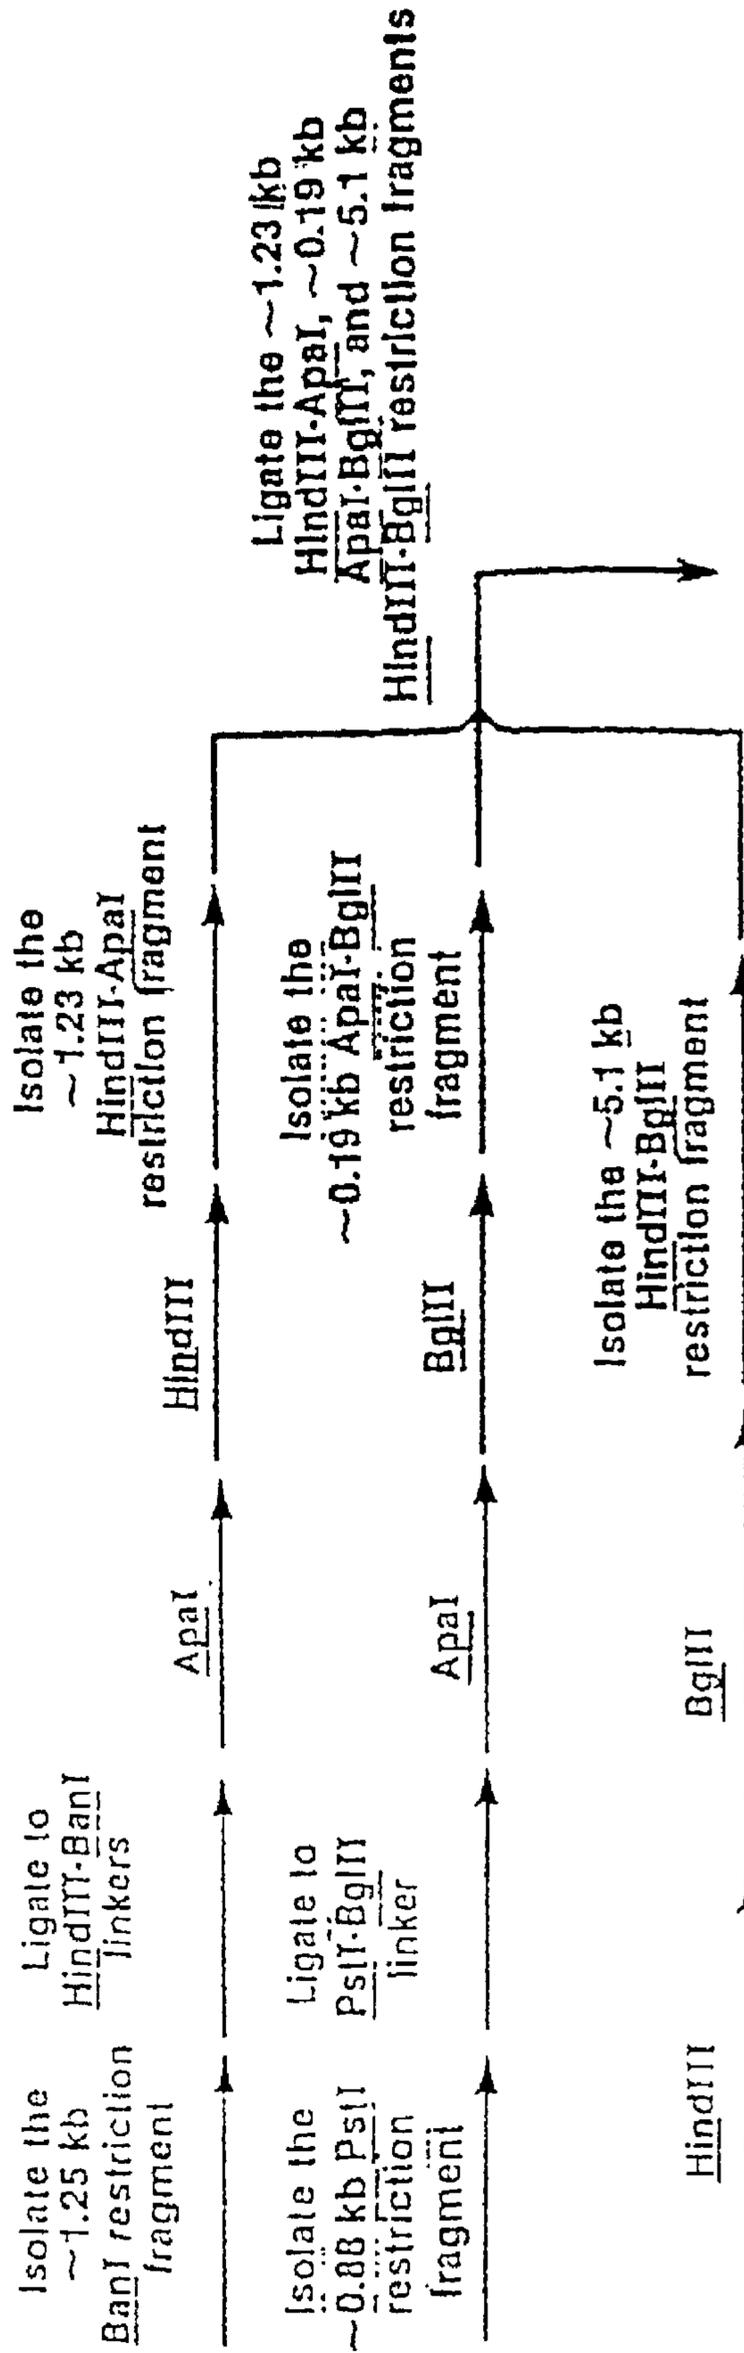 Isolate the
~1.25 kb
BanI restriction
fragment
Ligate to
HindIII-BanI
linkers
ApaI
HindIII
Isolate the
~1.23 kb
HindIII-ApaI
restriction fragment
Isolate the
~0.88 kb PstI
restriction
fragment
Ligate to
PstI-BglII
linker
ApaI
BglII
Isolate the
~0.19 kb ApaI-BglII
restriction
fragment
HindIII
BglII
Isolate the ~5.1 kb
HindIII-BglII
restriction fragment
Ligate the ~1.23 kb
HindIII-ApaI, ~0.19 kb
ApaI-BglII, and ~5.1 kb
HindIII-BglII restriction fragments